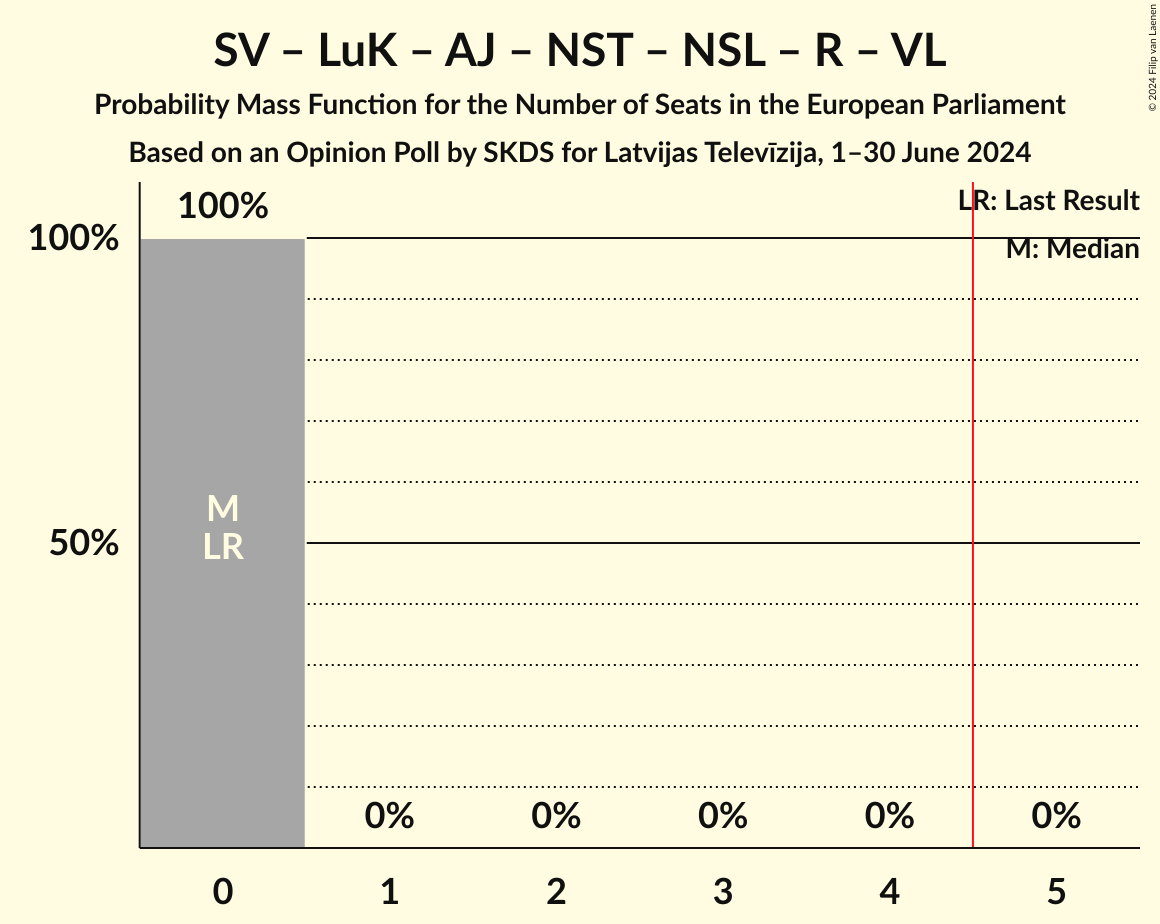 SV – LuK – AJ – NST – NSL – R – VL
Probability Mass Function for the Number of Seats in the European Parliament
Based on an Opinion Poll by SKDS for Latvijas Televīzija, 1–30 June 2024
© 2024 Filip van Laenen
LR: Last Result
M: Median
100%
100%
50%
M
LR
0% 0% 0% 0% 0%
0 1 2 3 4 5